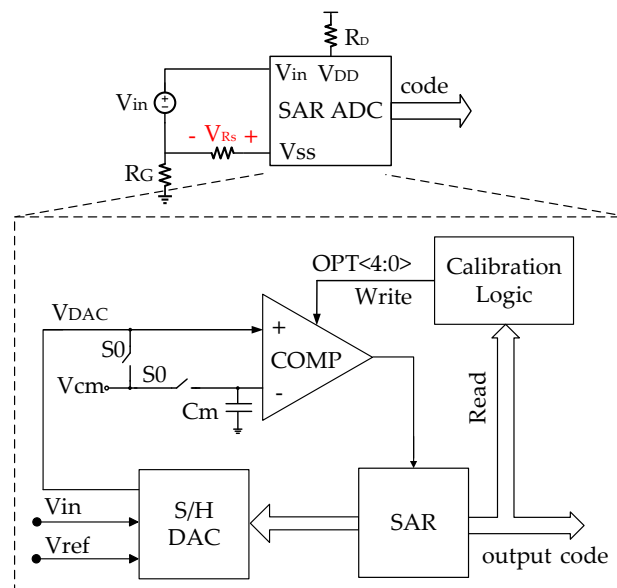 RD
Vin VDD
code
Vin
SAR ADC
- VRs +
Vss
RG
OPT<4:0>
Calibration
Logic
Write
VDAC
+
S0
COMP
Vcm
S0
-
Cm
Read
Vin
S/H
DAC
SAR
Vref
output code